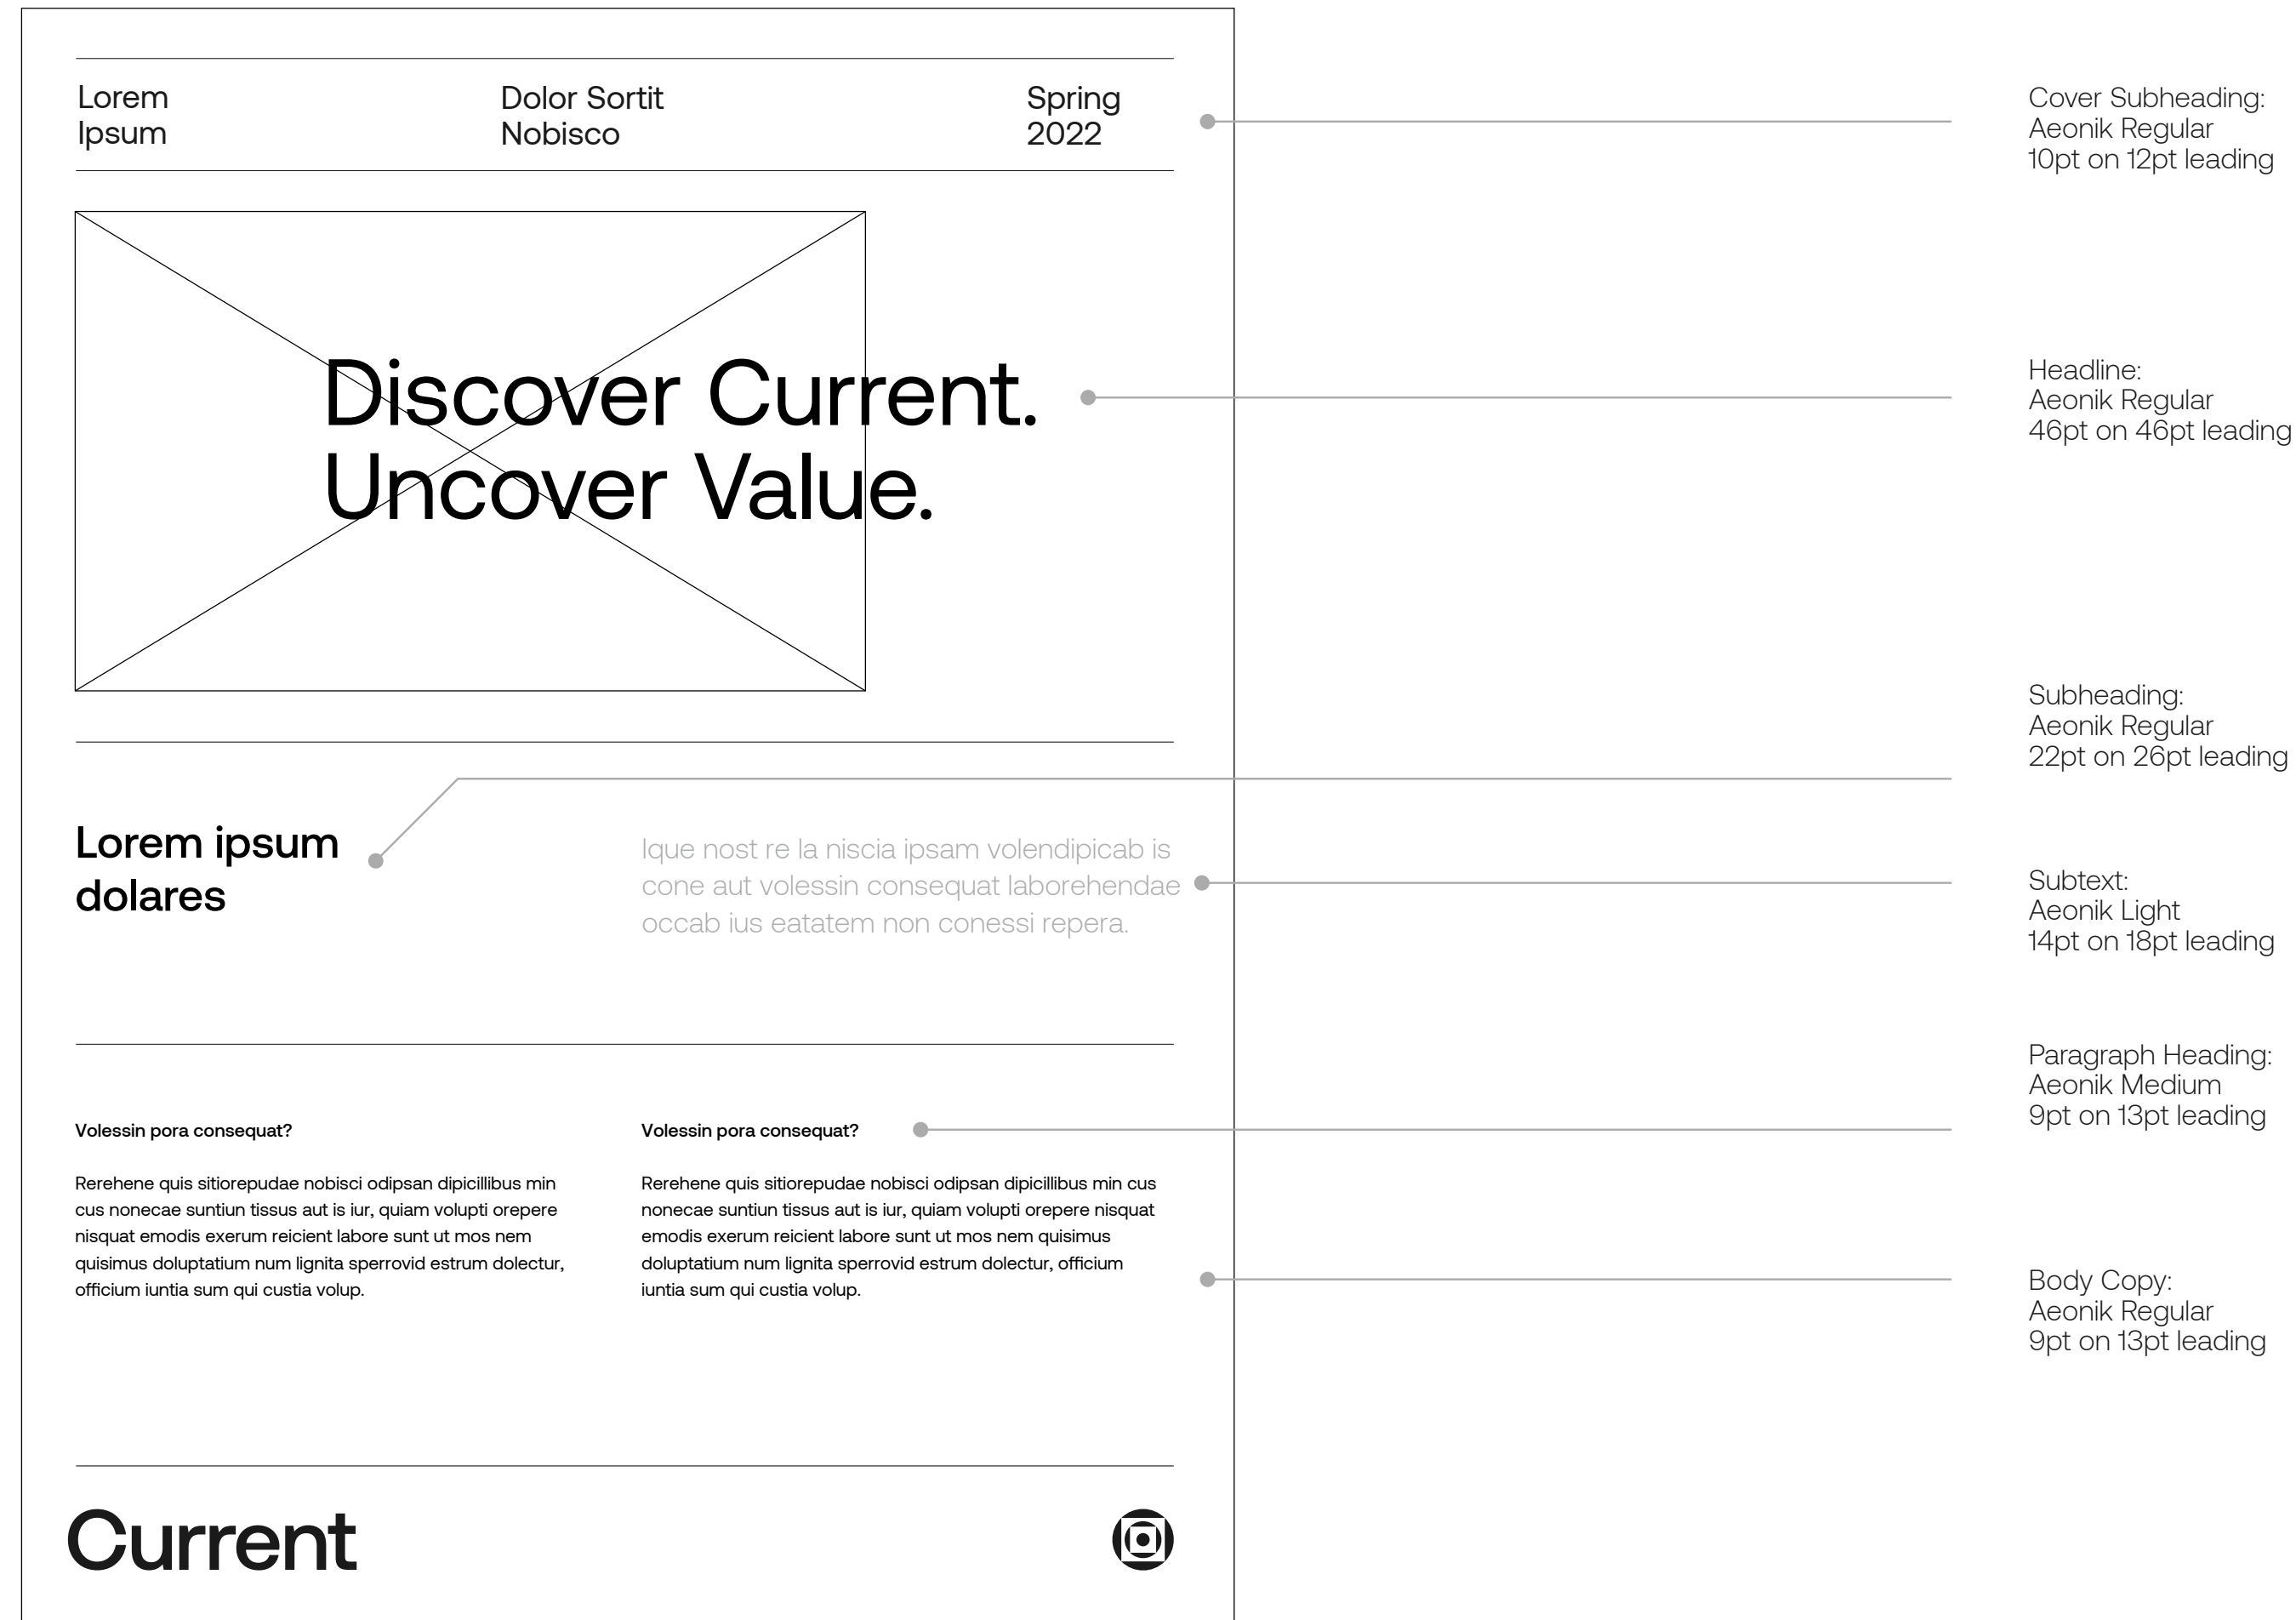 Lorem
Ipsum
Dolor Sortit
Nobisco
Spring
2022
Cover Subheading:
Aeonik Regular
10pt on 12pt leading
Discover Current.
Uncover Value.
Headline:
Aeonik Regular
46pt on 46pt leading
Subheading:
Aeonik Regular
22pt on 26pt leading
Lorem ipsum
dolares
Ique nost re la niscia ipsam volendipicab is
cone aut volessin consequat laborehendae
occab ius eatatem non conessi repera.
Subtext:
Aeonik Light
14pt on 18pt leading
Paragraph Heading:
Aeonik Medium
9pt on 13pt leading
Volessin pora consequat?
Rerehene quis sitiorepudae nobisci odipsan dipicillibus min
cus nonecae suntiun tissus aut is iur, quiam volupti orepere
nisquat emodis exerum reicient labore sunt ut mos nem
quisimus doluptatium num lignita sperrovid estrum dolectur,
officium iuntia sum qui custia volup.
Volessin pora consequat?
Rerehene quis sitiorepudae nobisci odipsan dipicillibus min cus
nonecae suntiun tissus aut is iur, quiam volupti orepere nisquat
emodis exerum reicient labore sunt ut mos nem quisimus
doluptatium num lignita sperrovid estrum dolectur, officium
iuntia sum qui custia volup.
Body Copy:
Aeonik Regular
9pt on 13pt leading
Current